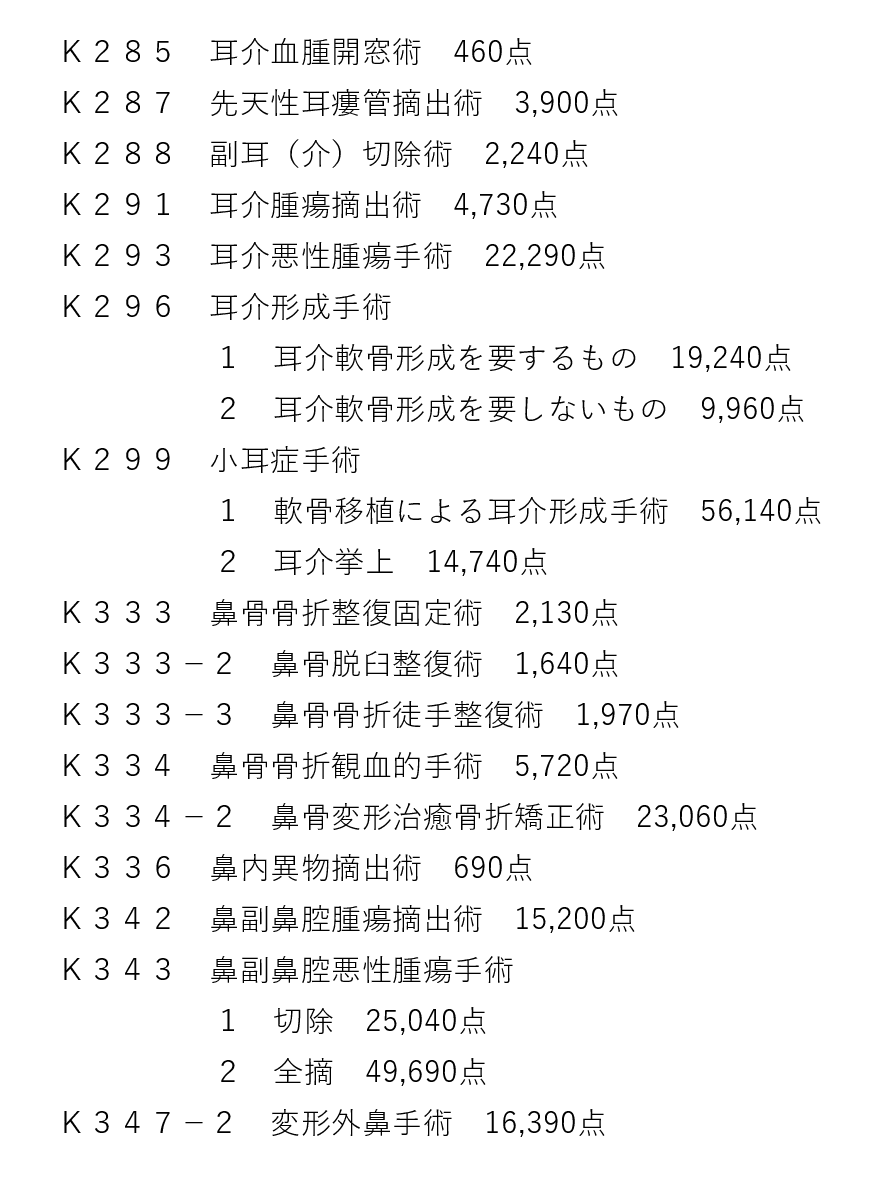 Ｋ２８５　耳介血腫開窓術　460点
Ｋ２８７　先天性耳瘻管摘出術　3,900点
Ｋ２８８　副耳（介）切除術　2,240点
Ｋ２９１　耳介腫瘍摘出術　4,730点
Ｋ２９３　耳介悪性腫瘍手術　22,290点
Ｋ２９６　耳介形成手術
１　耳介軟骨形成を要するもの　19,240点
２　耳介軟骨形成を要しないもの　9,960点
Ｋ２９９　小耳症手術
１　軟骨移植による耳介形成手術　56,140点
２　耳介挙上　14,740点
Ｋ３３３　鼻骨骨折整復固定術　2,130点
Ｋ３３３－２　鼻骨脱臼整復術　1,640点
Ｋ３３３－３　鼻骨骨折徒手整復術　1,970点
Ｋ３３４　鼻骨骨折観血的手術　5,720点
Ｋ３３４－２　鼻骨変形治癒骨折矯正術　23,060点
Ｋ３３６　鼻内異物摘出術　690点
Ｋ３４２　鼻副鼻腔腫瘍摘出術　15,200点
Ｋ３４３　鼻副鼻腔悪性腫瘍手術
１　切除　25,040点
２　全摘　49,690点
Ｋ３４７－２　変形外鼻手術　16,390点